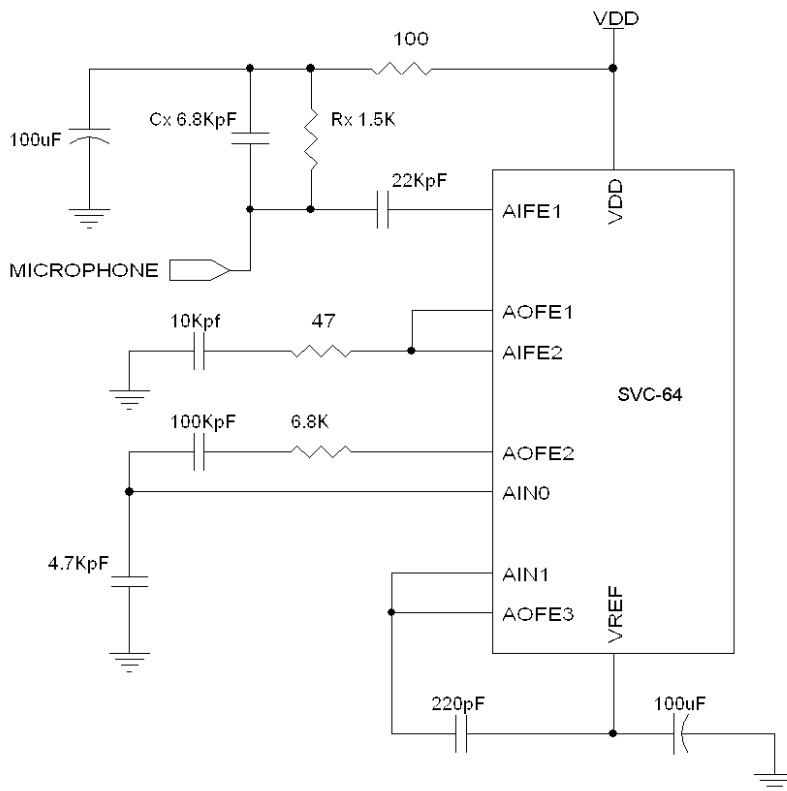 VDD
100
100uF
Cx 6.8KpF
Rx 1.5K
22KpF
AIFE1
VDD
MICROPHONE
AOFE1
10Kpf
47
AIFE2
SVC-64
100KpF
6.8K
AOFE2
AIN0
4.7KpF
AIN1
AOFE3
VREF
220pF
100uF